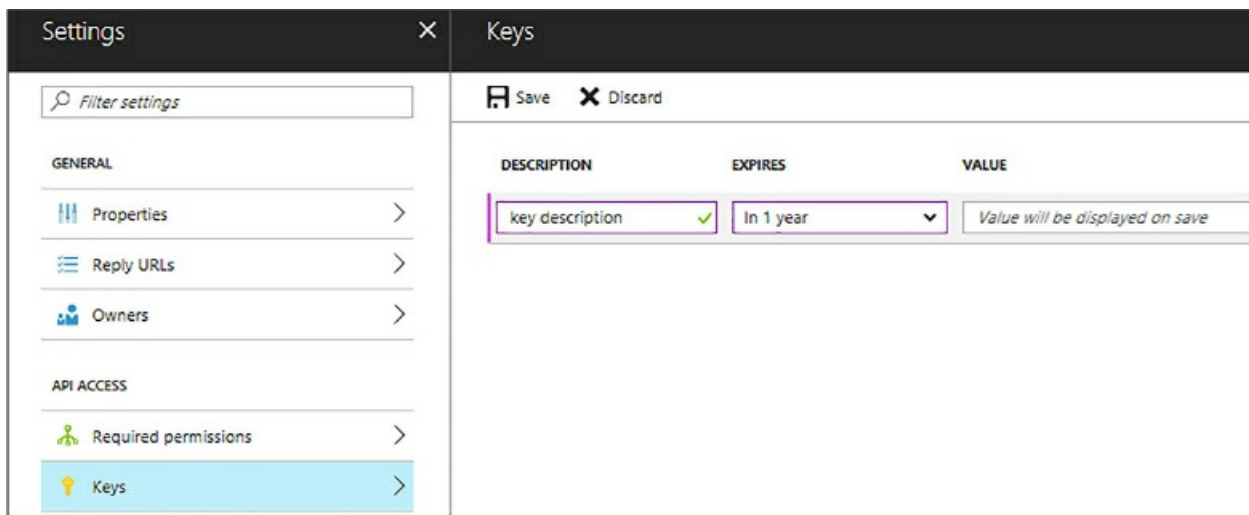 Settings
Filter settings
GENERAL
Properties
Reply URLs
Owners
API ACCESS
Required permissions
Keys
Keys
Save Discard
DESCRIPTION EXPIRES VALUE
key description In 1 year Value will be displayed on save